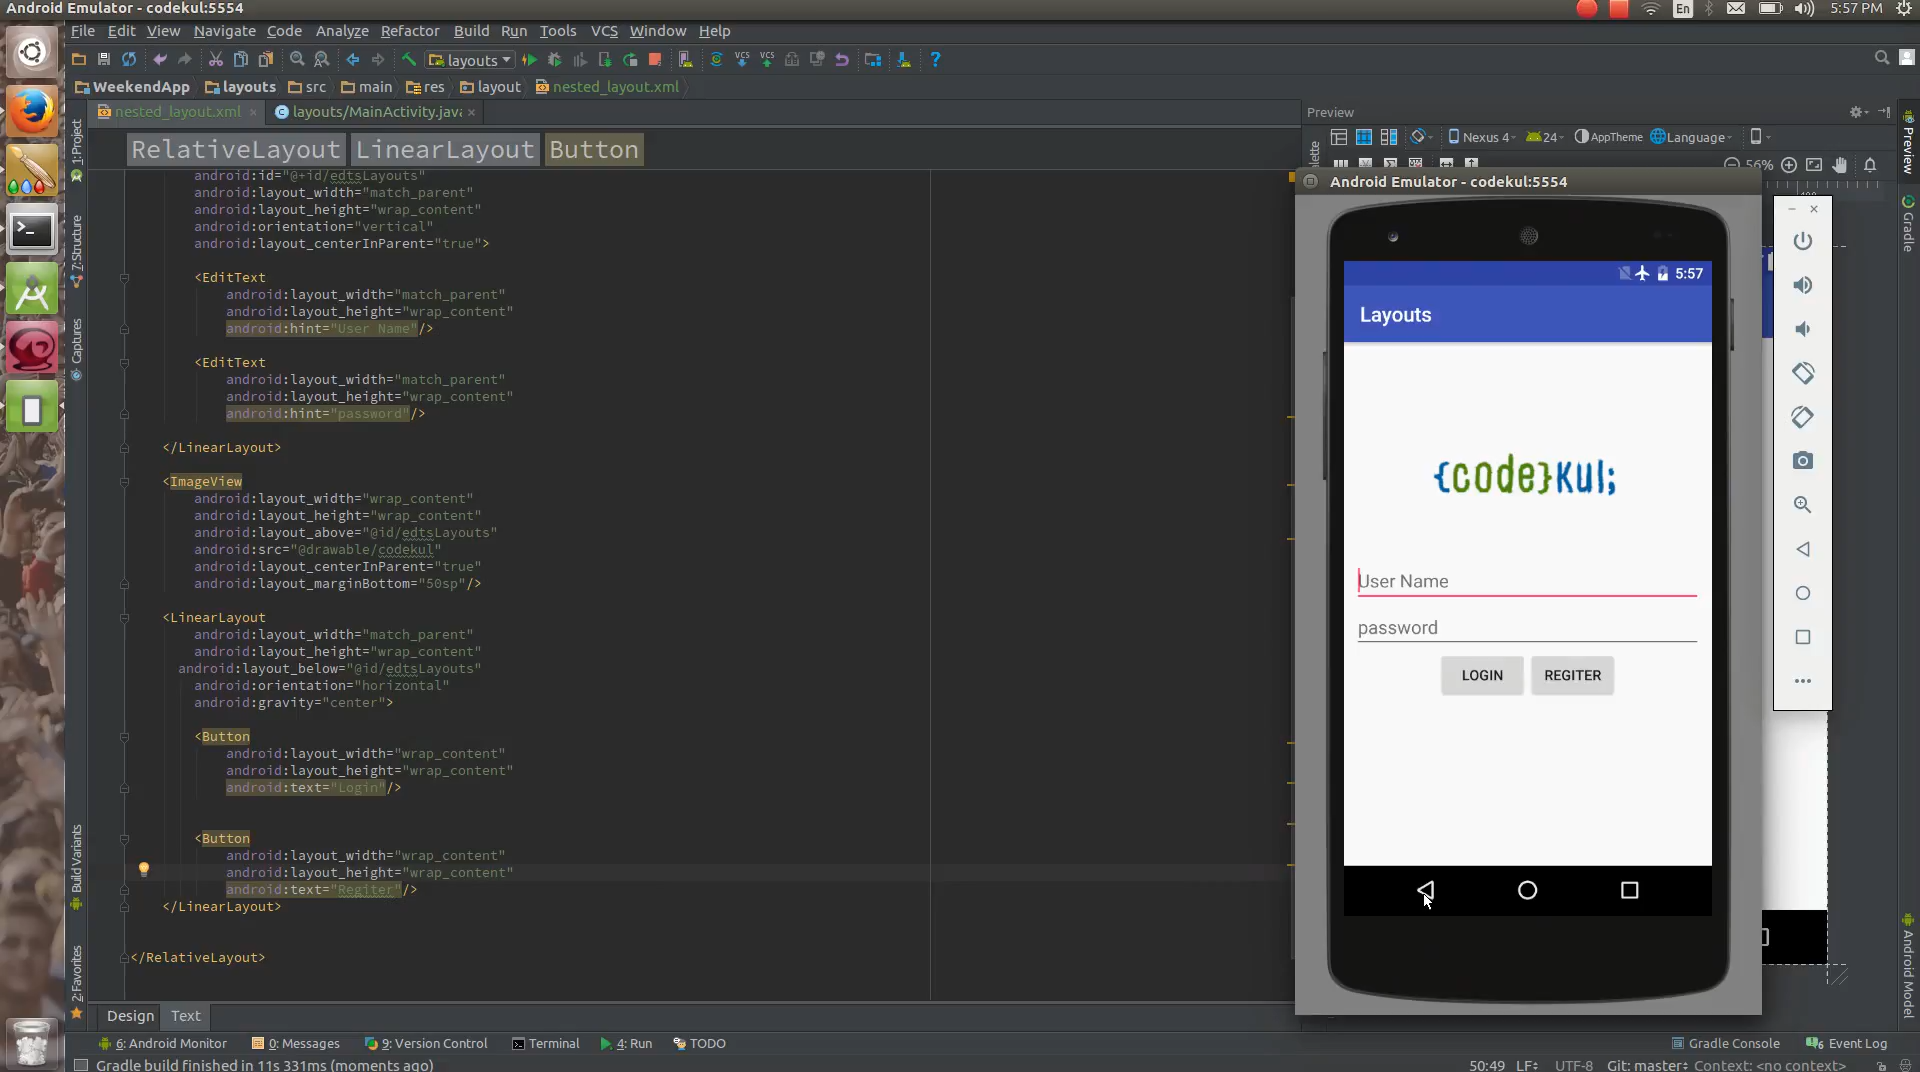 Android Emulator - codekul:5554
En
5:57 PM
File Edit View Navigate Code Analyze Refactor Build Run Tools VCS Window Help
layouts
VCS VCS
WeekendApp layouts src main res layout nested_layout.xml
nested_layout.xml layouts/MainActivity.java
RelativeLayout LinearLayout Button
android:id="@+id/edtsLayouts"
android:layout_width="match_parent"
android:layout_height="wrap_content"
android:orientation="vertical"
android:layout_centerInParent="true">
<EditText
android:layout_width="match_parent"
android:layout_height="wrap_content"
android:hint="User Name"/>
<EditText
android:layout_width="match_parent"
android:layout_height="wrap_content"
android:hint="password"/>
</LinearLayout>
<ImageView
android:layout_width="wrap_content"
android:layout_height="wrap_content"
android:layout_above="@id/edtsLayouts"
android:src="@drawable/codekul"
android:layout_centerInParent="true"
android:layout_marginBottom="50sp"/>
<LinearLayout
android:layout_width="match_parent"
android:layout_height="wrap_content"
android:layout_below="@id/edtsLayouts"
android:orientation="horizontal"
android:gravity="center">
<Button
android:layout_width="wrap_content"
android:layout_height="wrap_content"
android:text="Login"/>
<Button
android:layout_width="wrap_content"
android:layout_height="wrap_content"
android:text="Regiter"/>
</LinearLayout>
</RelativeLayout>
1: Project
7: Structure
Captures
Build Variants
2: Favorites
Preview
Nexus 4 24 AppTheme Language
56%
Palette
Android Emulator - codekul:5554
5:57
Layouts
{code}Kul;
User Name
password
LOGIN REGITER
Preview
Gradle
Android Model
Design Text
6: Android Monitor 0: Messages 9: Version Control Terminal 4: Run TODO
Gradle Console Event Log
Gradle build finished in 11s 331ms (moments ago)
50:49 LF UTF-8 Git: master Context: <no context>